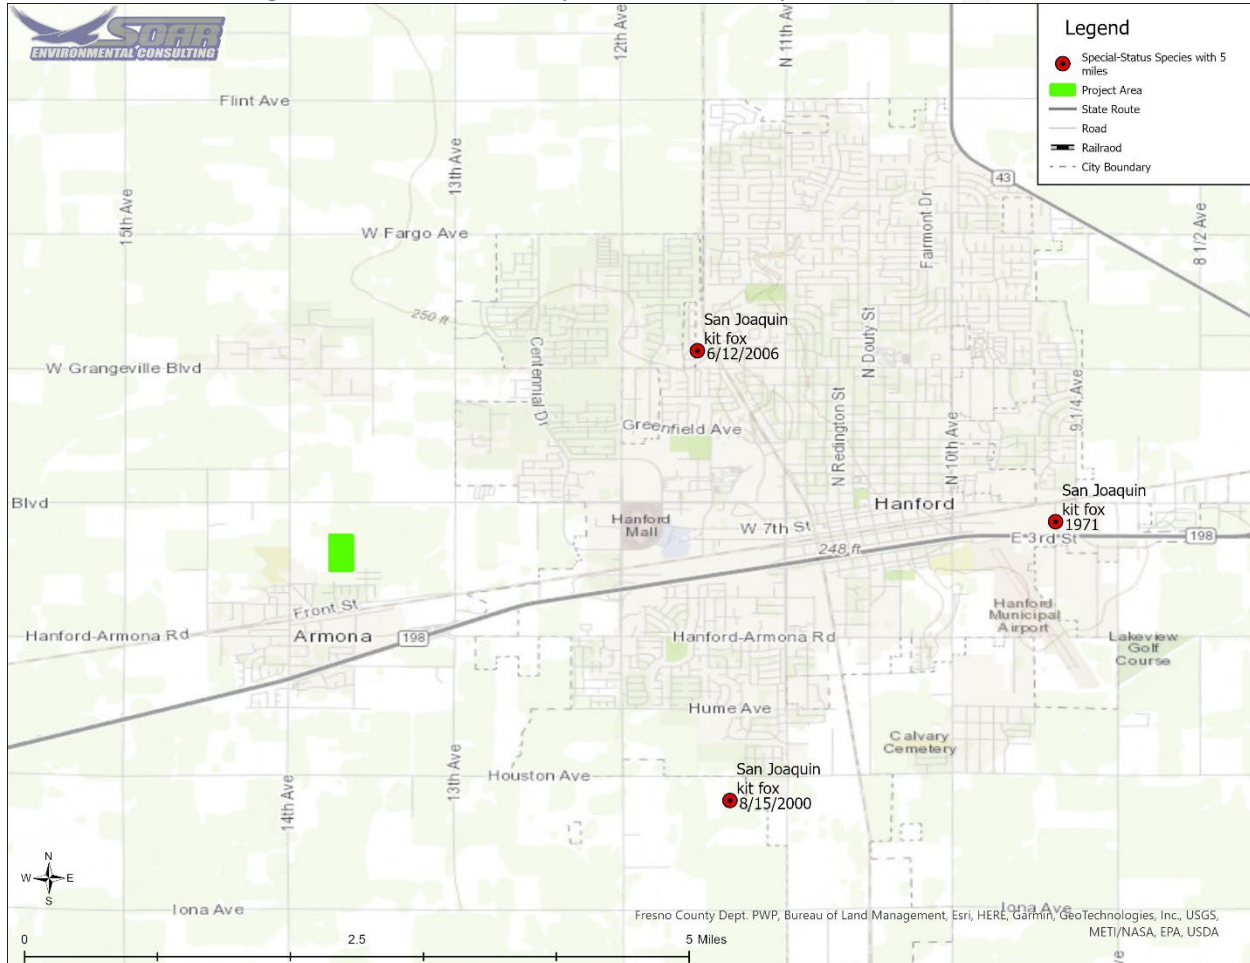 SOAR
ENVIRONMENTAL CONSULTING
Legend
Special-Status Species with 5
miles
Project Area
State Route
Road
Railraod
City Boundary
12th Ave
N 11th Av
Flint Ave
13th Ave
15th Ave
43
Fairmont Dr
8 1/2 Ave
W Fargo Ave
250 ft
San Joaquin
kit fox
6/12/2006
N Douty St
W Grangeville Blvd
Centennial Dr
9 1/4 Ave
Greenfield Ave
N Redington St
N 10th Ave
Blvd
Hanford
San Joaquin
kit fox
1971
Hanford
Mall
W 7th St
E 3rd St
198
248 ft
Front St
Hanford
Municipal
Airport
Hanford-Armona Rd
Armona
198
Hanford-Armona Rd
Lakeview
Golf
Course
Hume Ave
Calvary
Cemetery
13th Ave
14th Ave
Houston Ave
San Joaquin
kit fox
8/15/2000
N
W E
S
Iona Ave
Iona Ave
Fresno County Dept. PWP, Bureau of Land Management, Esri, HERE, Garmin, GeoTechnologies, Inc., USGS,
METI/NASA, EPA, USDA
0 2.5 5 Miles